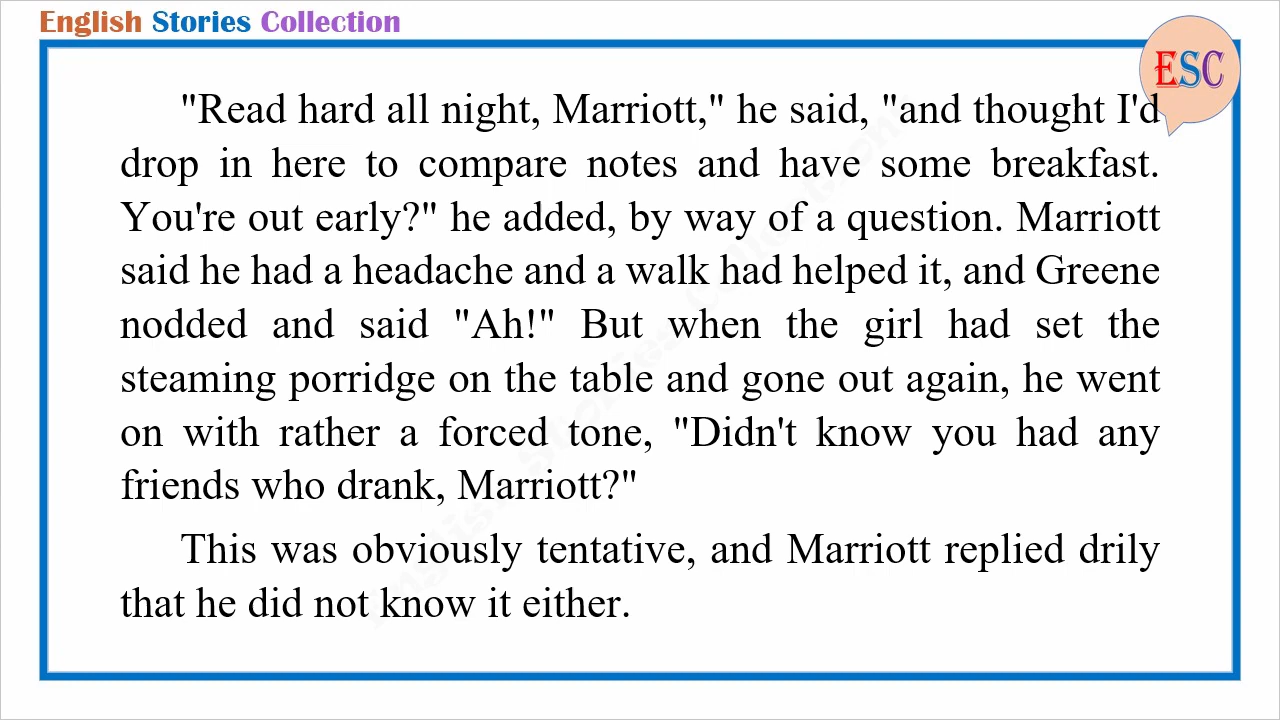 English Stories Collection
ESC
"Read hard all night, Marriott," he said, "and thought I'd
drop in here to compare notes and have some breakfast.
You're out early?" he added, by way of a question. Marriott
said he had a headache and a walk had helped it, and Greene
nodded and said "Ah!" But when the girl had set the
steaming porridge on the table and gone out again, he went
on with rather a forced tone, "Didn't know you had any
friends who drank, Marriott?"
This was obviously tentative, and Marriott replied drily
that he did not know it either.
English Stories Collection